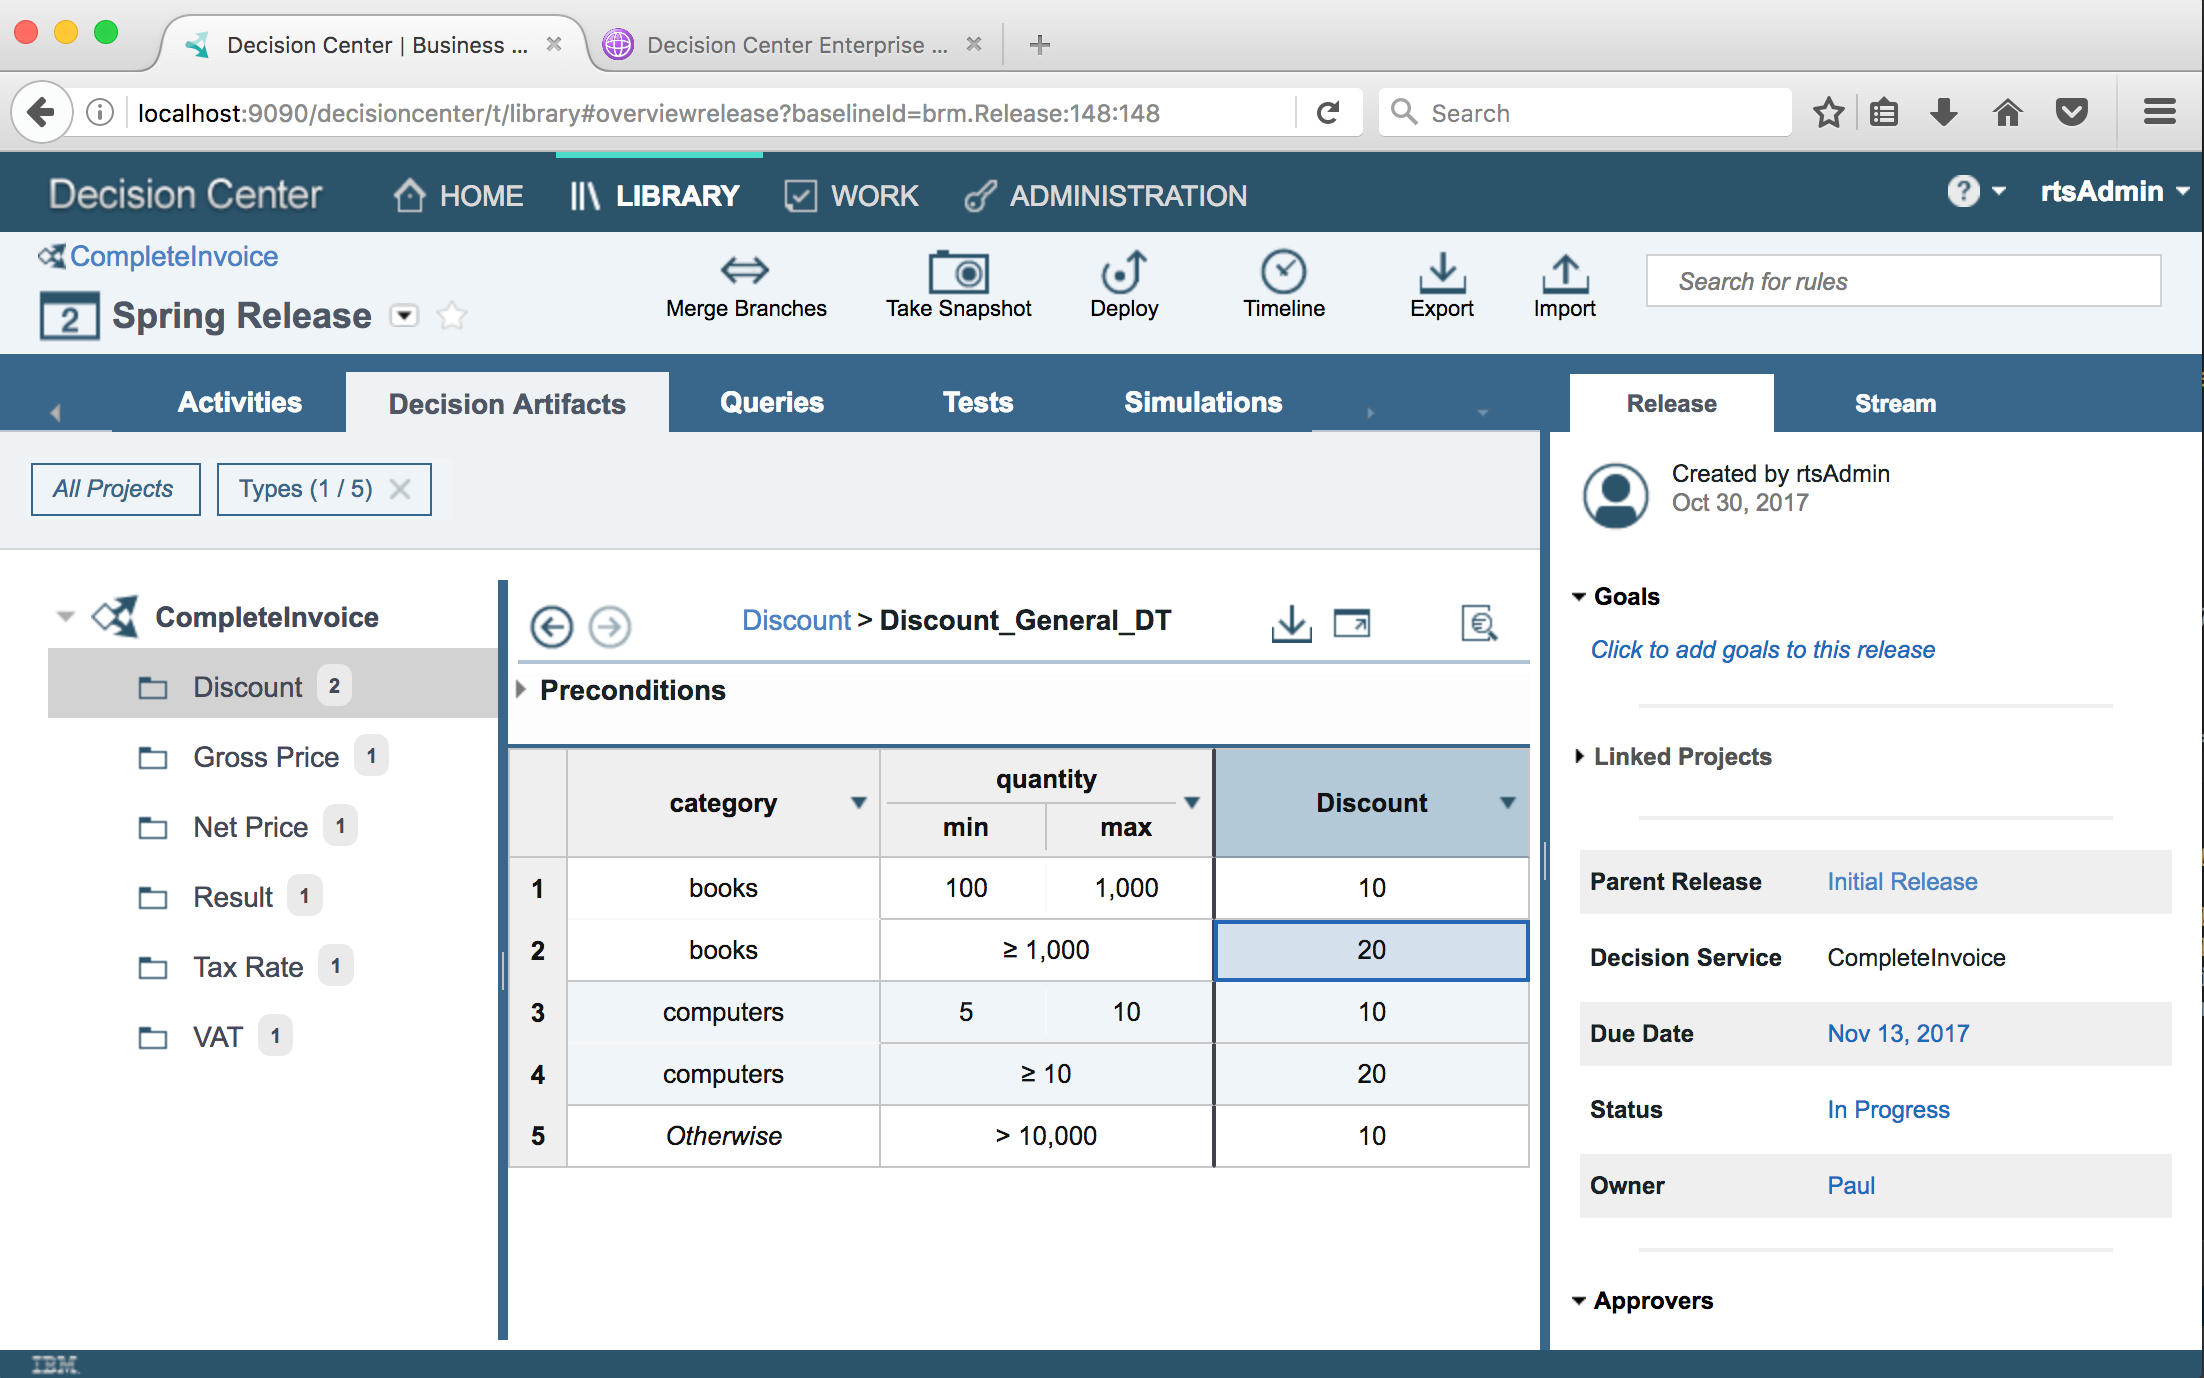 Decision Center | Business ...
Decision Center Enterprise ...
localhost:9090/decisioncenter/t/library#overviewrelease?baselineId=brm.Release:148:148
Search
Decision Center
HOME
LIBRARY
WORK
ADMINISTRATION
?
rtsAdmin
CompleteInvoice
2 Spring Release
Merge Branches
Take Snapshot
Deploy
Timeline
Export
Import
Search for rules
Activities
Decision Artifacts
Queries
Tests
Simulations
Release
Stream
All Projects
Types (1 / 5)
CompleteInvoice
Discount 2
Gross Price 1
Net Price 1
Result 1
Tax Rate 1
VAT 1
Discount > Discount_General_DT
Preconditions
category quantity Discount
min max
1 books 100 1,000 10
2 books ≥ 1,000 20
3 computers 5 10 10
4 computers ≥ 10 20
5 Otherwise > 10,000 10
Created by rtsAdmin
Oct 30, 2017
Goals
Click to add goals to this release
Linked Projects
Parent Release Initial Release
Decision Service CompleteInvoice
Due Date Nov 13, 2017
Status In Progress
Owner Paul
Approvers
IBM